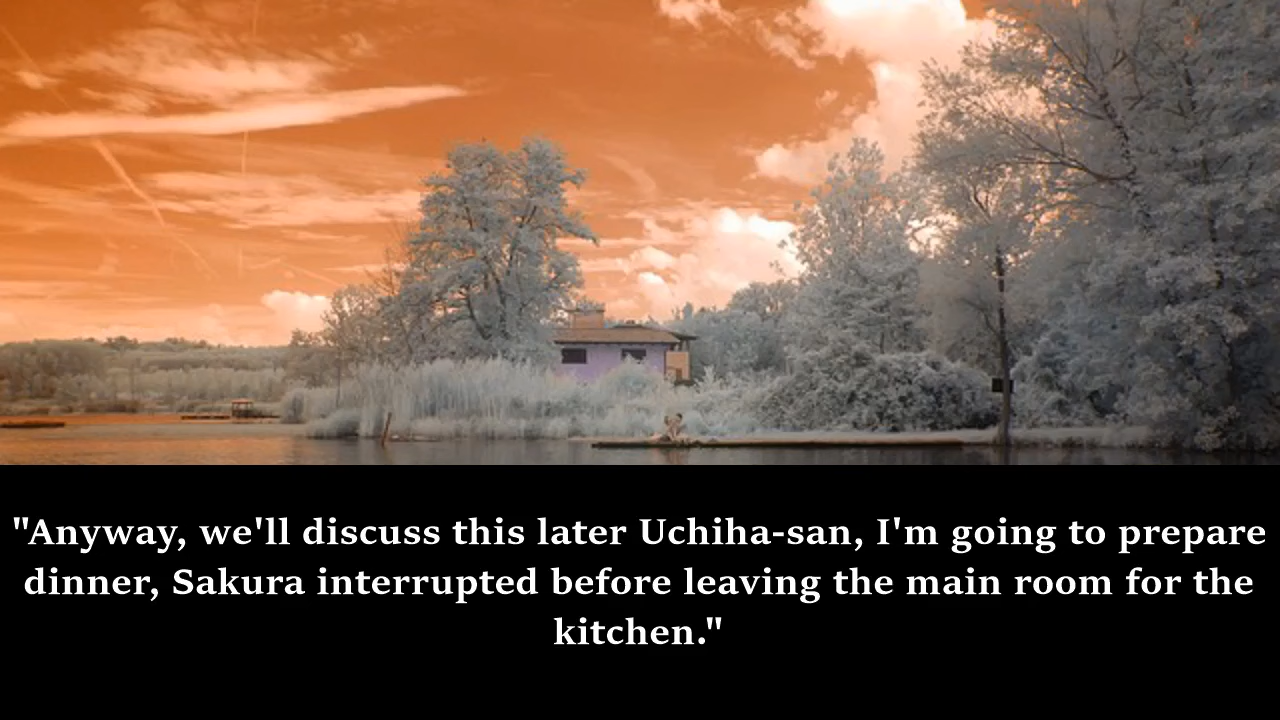 "Anyway, we'll discuss this later Uchiha-san, I'm going to prepare
dinner, Sakura interrupted before leaving the main room for the
kitchen."